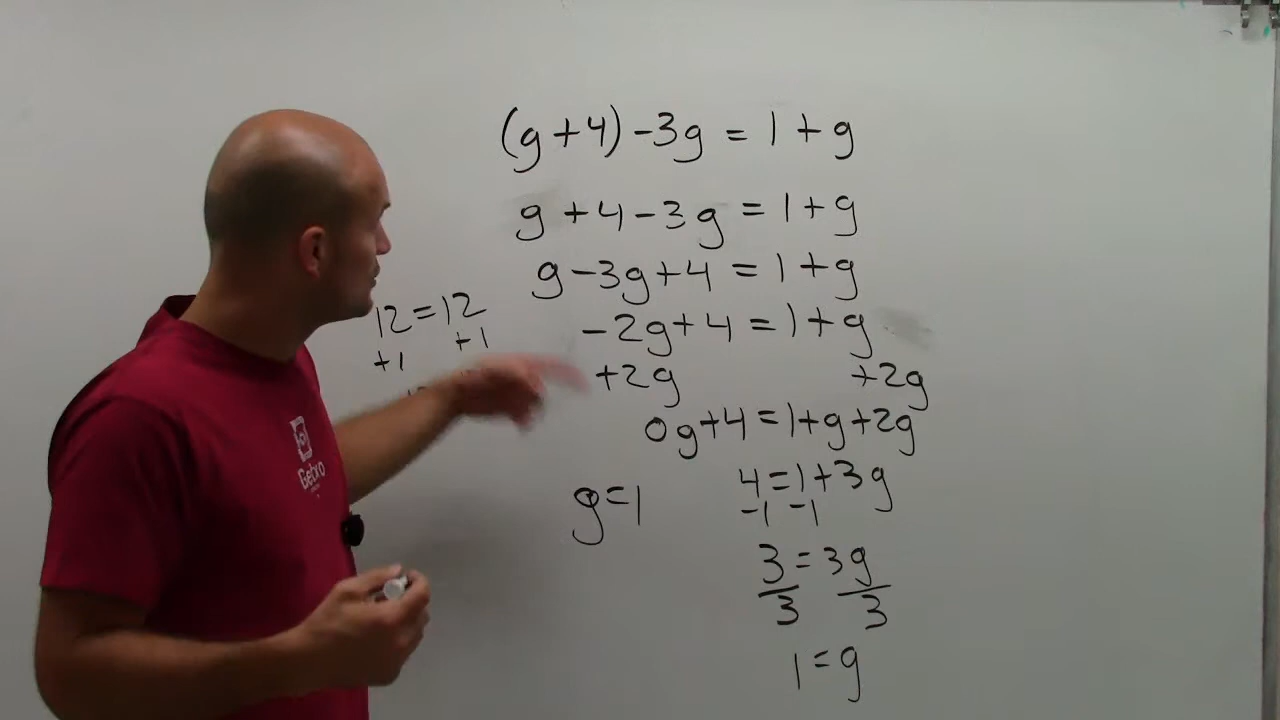 (g+4)-3g = 1+g
g+4-3g = 1+g
g-3g+4 = 1+g
12=12
+1 +1
-2g+4 = 1+g
+2g +2g
0g+4=1+g+2g
4=1+3g
-1 -1
g=1
3=3g
3 3
1=g
Gebro